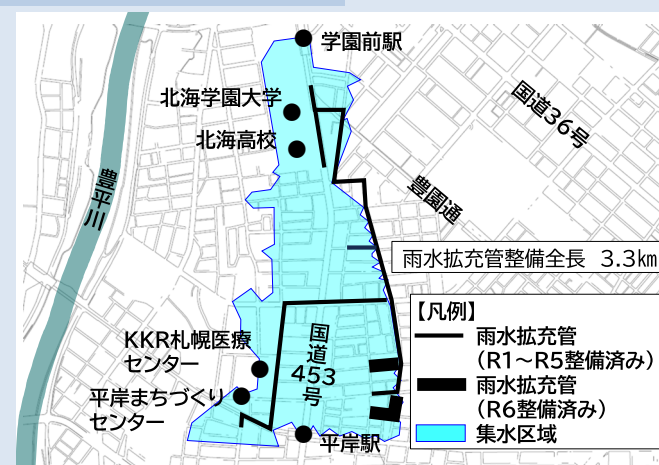 学園前駅
北海学園大学
北海高校
国道36号
豊平川
豊園通
雨水拡充管整備全長 3.3km
【凡例】
雨水拡充管
(R1~R5整備済み)
雨水拡充管
(R6整備済み)
集水区域
国道453号
KKR札幌医療
センター
平岸まちづくり
センター
平岸駅